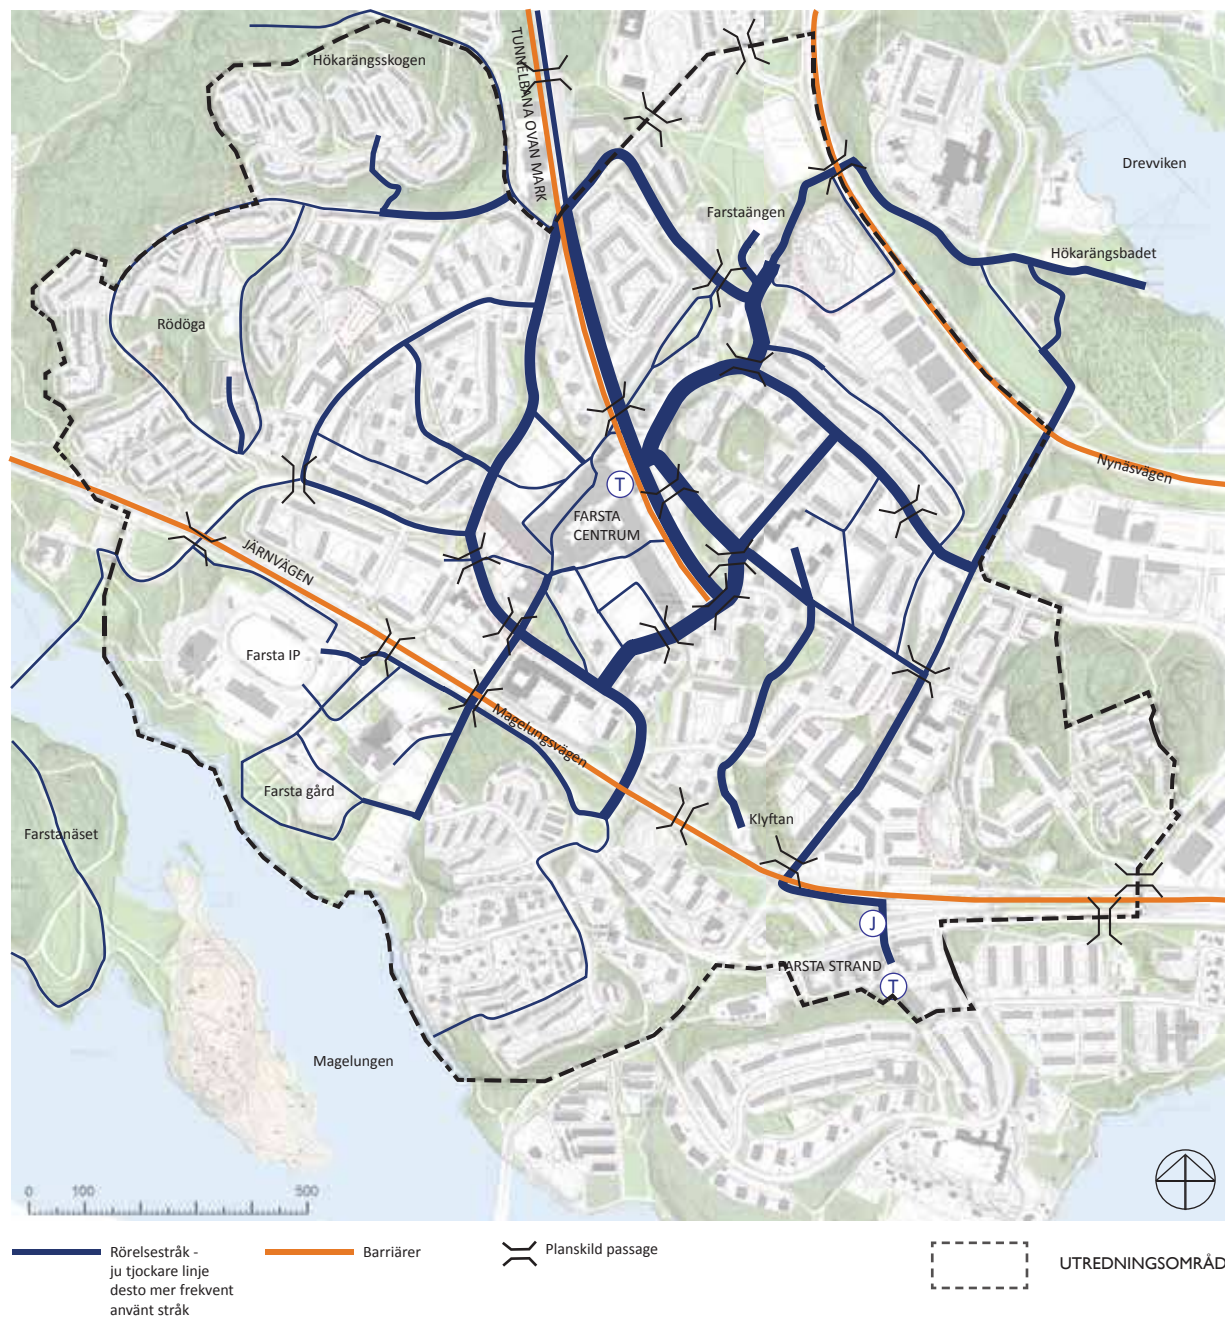 TUNNELBANA OVAN MARK
Hökarängsskogen
Drevviken
Farstaängen
Hökarängsbadet
Rödöga
Nynäsvägen
T
FARSTA
CENTRUM
JÄRNVÄGEN
Farsta IP
Magelungsvägen
Farsta gård
Klyftan
Farstanäset
J
FARSTA STRAND
T
Magelungen
0 100 500
Rörelsestråk -
ju tjockare linje
desto mer frekvent
använt stråk
Barriärer
Planskild passage
UTREDNINGSOMRÅD